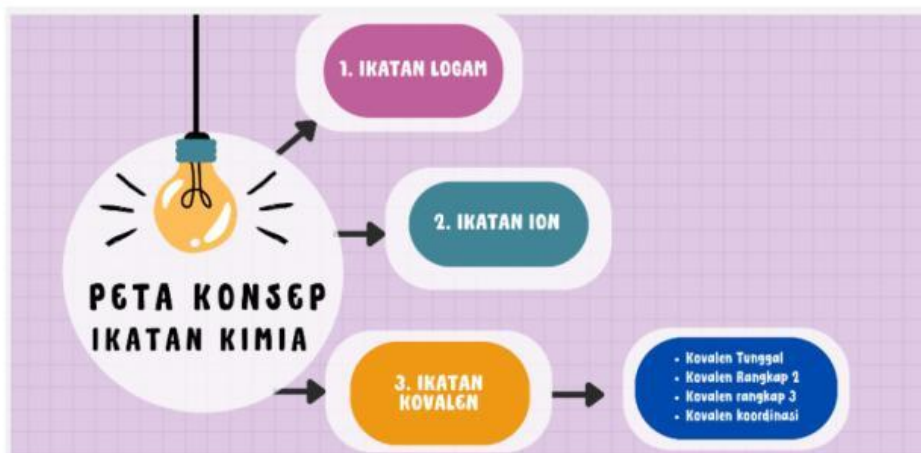 1. IKATAN LOGAM
2. IKATAN ION
PETA KONSEP
IKATAN KIMIA
3. IKATAN
KOVALEN
• Kovalen Tunggal
• Kovalen Rangkap 2
• Kovalen rangkap 3
• Kovalen koordinasi